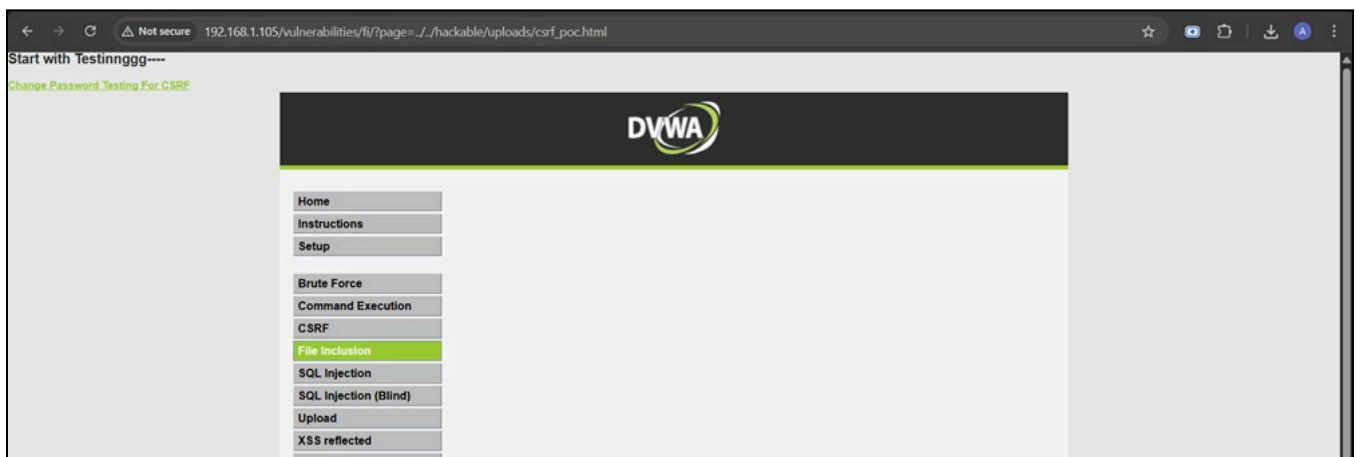 Not secure 192.168.1.105/vulnerabilities/fi/?page=../../hackable/uploads/csrf_poc.html A
Start with Testinnggg----
Change Password Testing For CSRF
DVWA
Home
Instructions
Setup
Brute Force
Command Execution
CSRF
File Inclusion
SQL Injection
SQL Injection (Blind)
Upload
XSS reflected